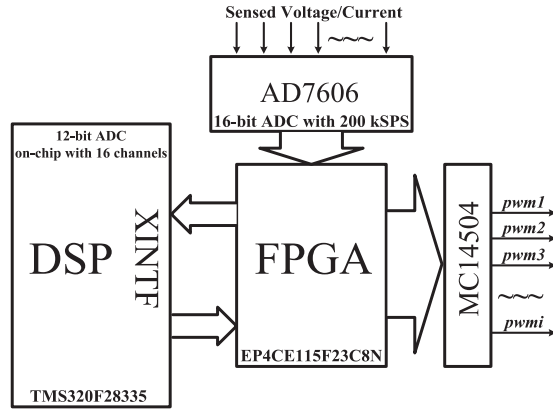 Sensed Voltage/Current
~~~
AD7606
16-bit ADC with 200 kSPS
12-bit ADC
on-chip with 16 channels
DSP
XINTF
TMS320F28335
FPGA
EP4CE115F23C8N
MC14504
pwm1
pwm2
pwm3
~~~
pwmi